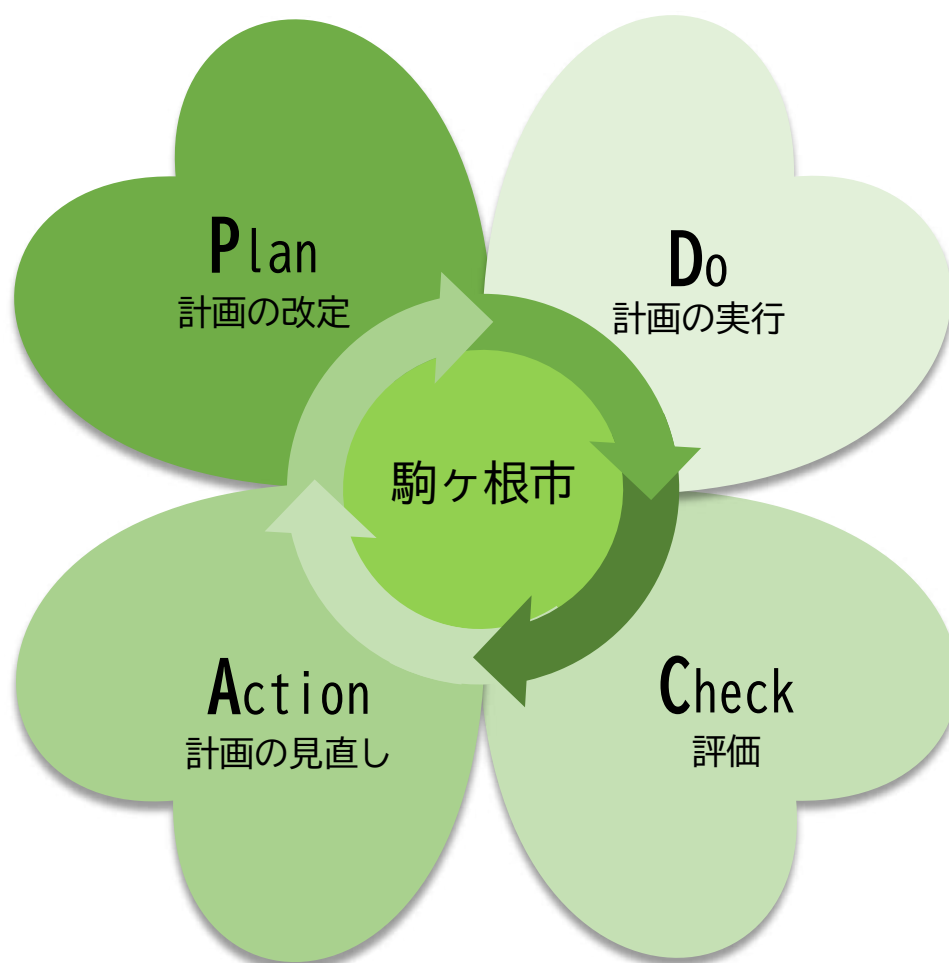 Plan
計画の改定
Do
計画の実行
駒ヶ根市
Action
計画の見直し
Check
評価